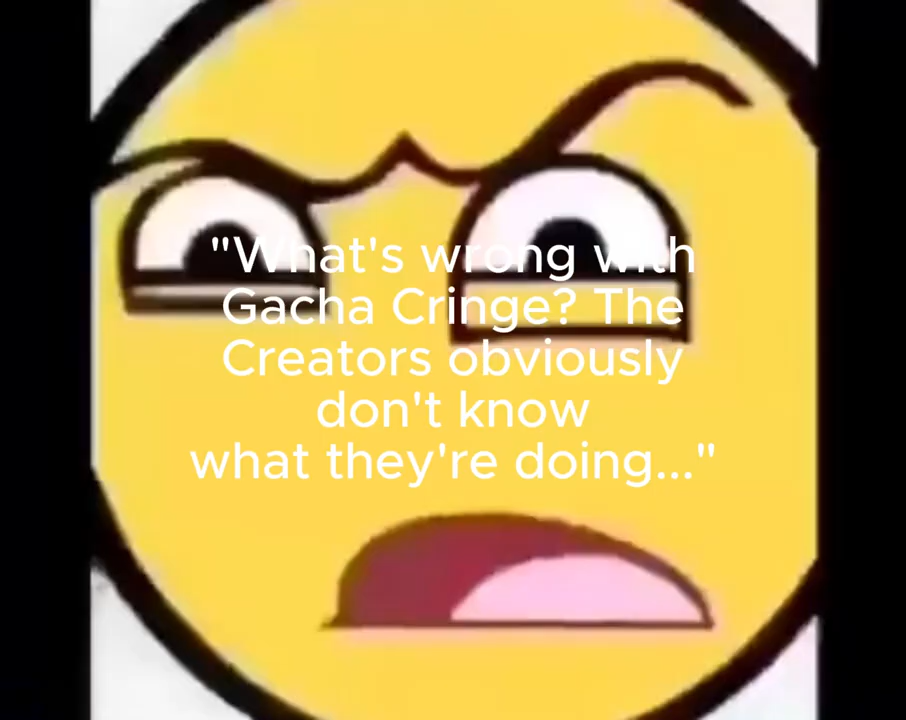 "What's wrong with
Gacha Cringe? The
Creators obviously
don't know
what they're doing..."